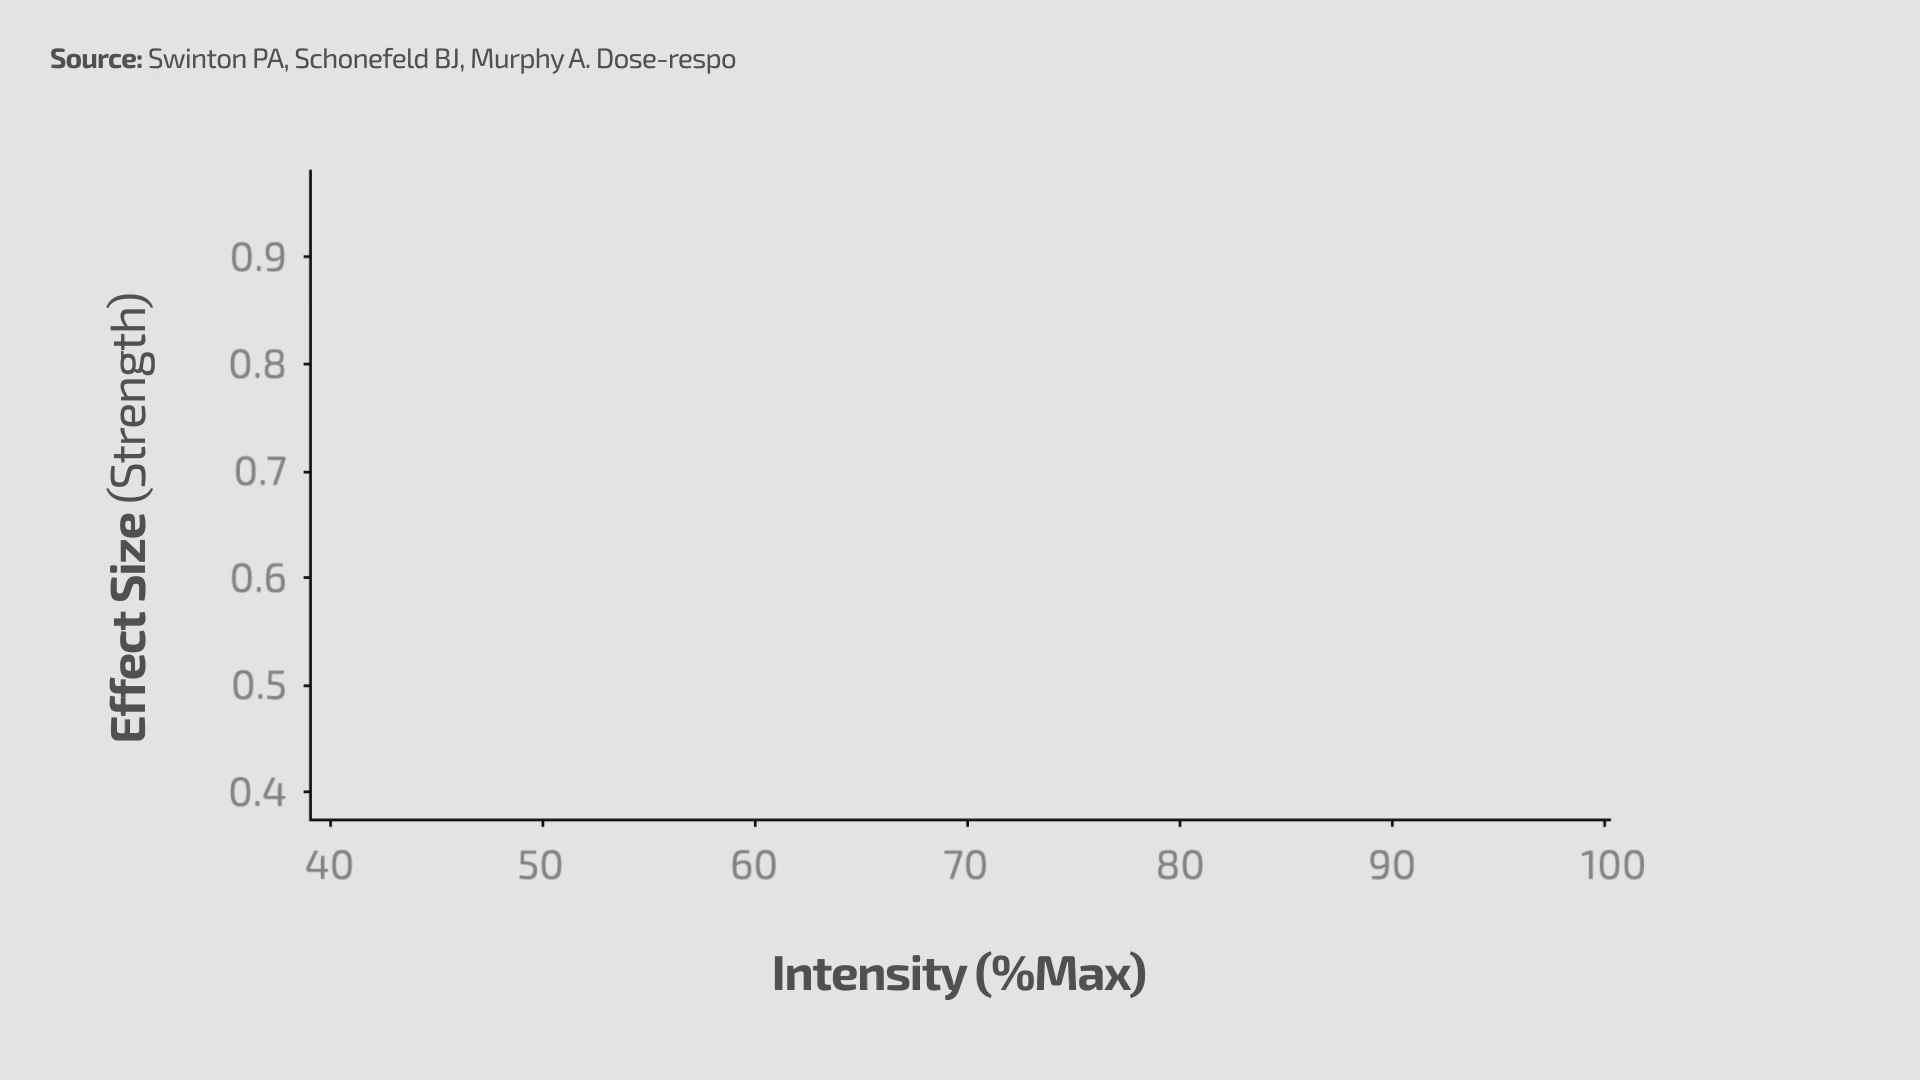 Source: Swinton PA, Schonefeld BJ, Murphy A. Dose-respo
Effect Size (Strength)
0.9
0.8
0.7
0.6
0.5
0.4
40 50 60 70 80 90 100
Intensity (%Max)